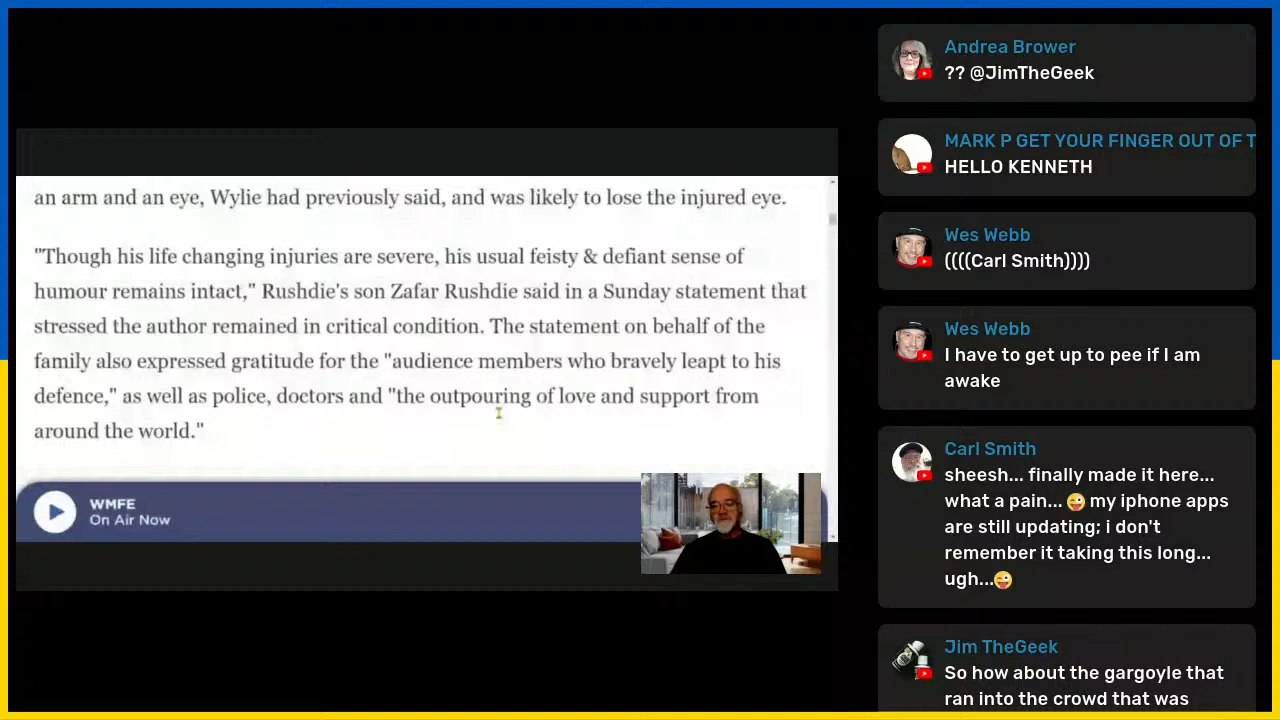 an arm and an eye, Wylie had previously said, and was likely to lose the injured eye.
"Though his life changing injuries are severe, his usual feisty & defiant sense of
humour remains intact," Rushdie's son Zafar Rushdie said in a Sunday statement that
stressed the author remained in critical condition. The statement on behalf of the
family also expressed gratitude for the "audience members who bravely leapt to his
defence," as well as police, doctors and "the outpouring of love and support from
around the world."
WMFE
On Air Now
Andrea Brower
?? @JimTheGeek
MARK P GET YOUR FINGER OUT OF T
HELLO KENNETH
Wes Webb
((((Carl Smith))))
Wes Webb
I have to get up to pee if I am
awake
Carl Smith
sheesh... finally made it here...
what a pain... 😜 my iphone apps
are still updating; i don't
remember it taking this long...
ugh...😜
Jim TheGeek
So how about the gargoyle that
ran into the crowd that was